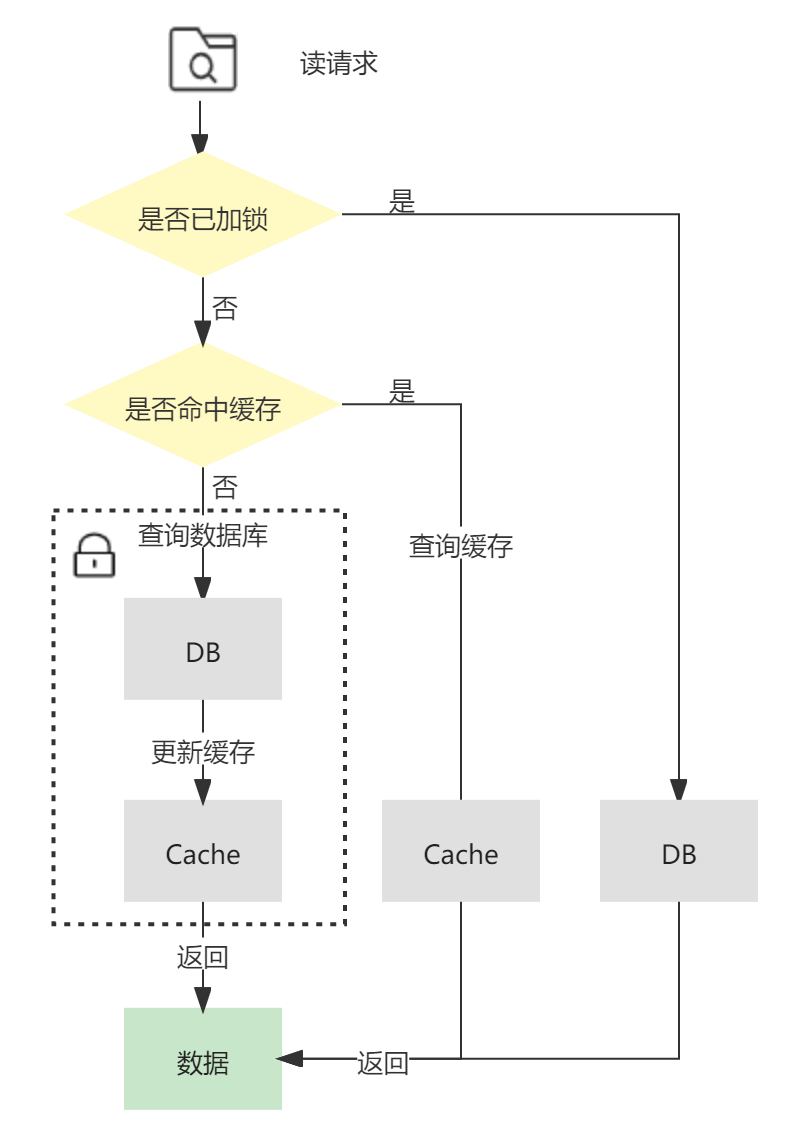 读请求
是否已加锁
是
否
是否命中缓存
是
否
查询数据库
查询缓存
DB
更新缓存
Cache
Cache
DB
返回
数据
返回